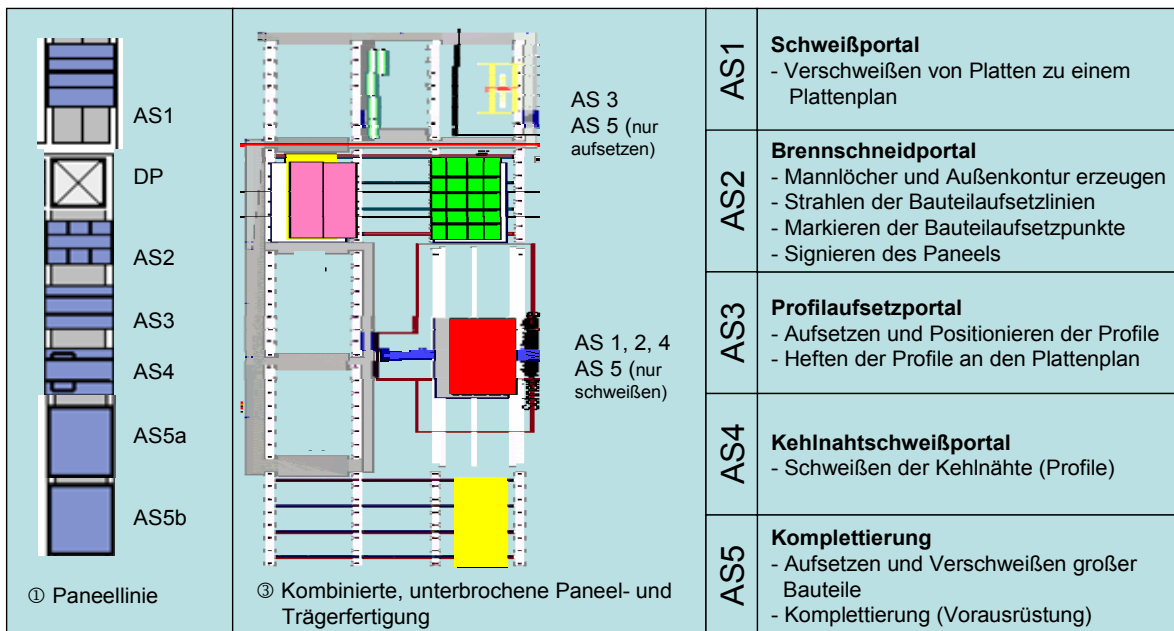 AS1
DP
AS2
AS3
AS4
AS5a
AS5b
① Paneellinie
AS 3
AS 5 (nur
aufsetzen)
AS 1, 2, 4
AS 5 (nur
schweißen)
③ Kombinierte, unterbrochene Paneel- und
Trägerfertigung
AS1
Schweißportal
- Verschweißen von Platten zu einem
Plattenplan
AS2
Brennschneidportal
- Mannlöcher und Außenkontur erzeugen
- Strahlen der Bauteilaufsetzlinien
- Markieren der Bauteilaufsetzpunkte
- Signieren des Paneels
AS3
Profilaufsetzportal
- Aufsetzen und Positionieren der Profile
- Heften der Profile an den Plattenplan
AS4
Kehlnahtschweißportal
- Schweißen der Kehlnähte (Profile)
AS5
Komplettierung
- Aufsetzen und Verschweißen großer
Bauteile
- Komplettierung (Vorausrüstung)